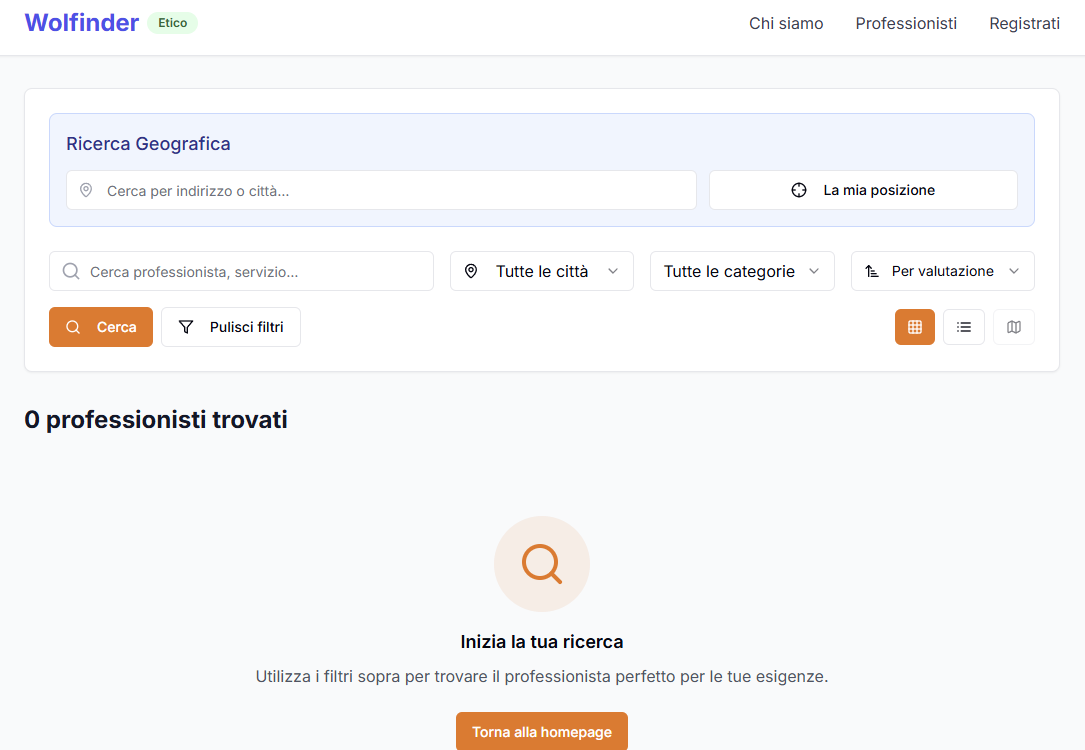 Wolfinder Etico Chi siamo Professionisti Registrati
Ricerca Geografica
Cerca per indirizzo o città... La mia posizione
Cerca professionista, servizio... Tutte le città Tutte le categorie Per valutazione
Cerca Pulisci filtri
0 professionisti trovati
Inizia la tua ricerca
Utilizza i filtri sopra per trovare il professionista perfetto per le tue esigenze.
Torna alla homepage